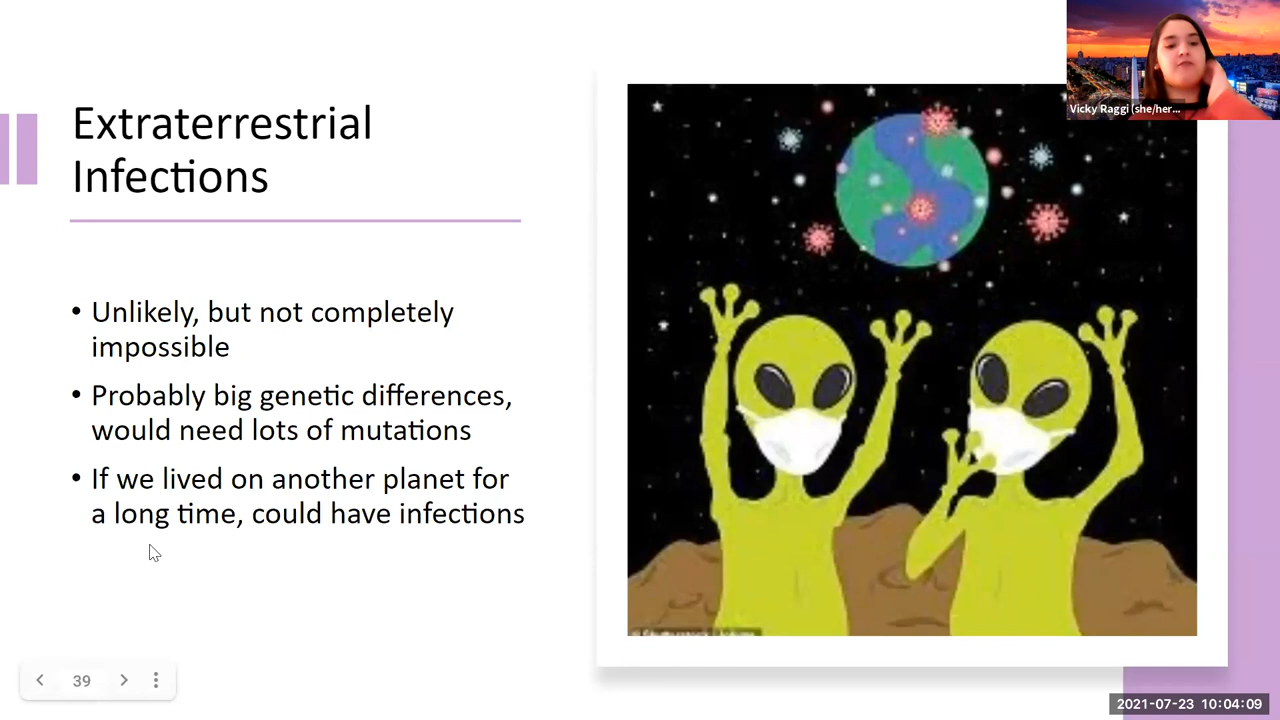 Vicky Raggi (she/her...
Extraterrestrial
Infections
• Unlikely, but not completely
impossible
• Probably big genetic differences,
would need lots of mutations
• If we lived on another planet for
a long time, could have infections
39
2021-07-23 10:04:09